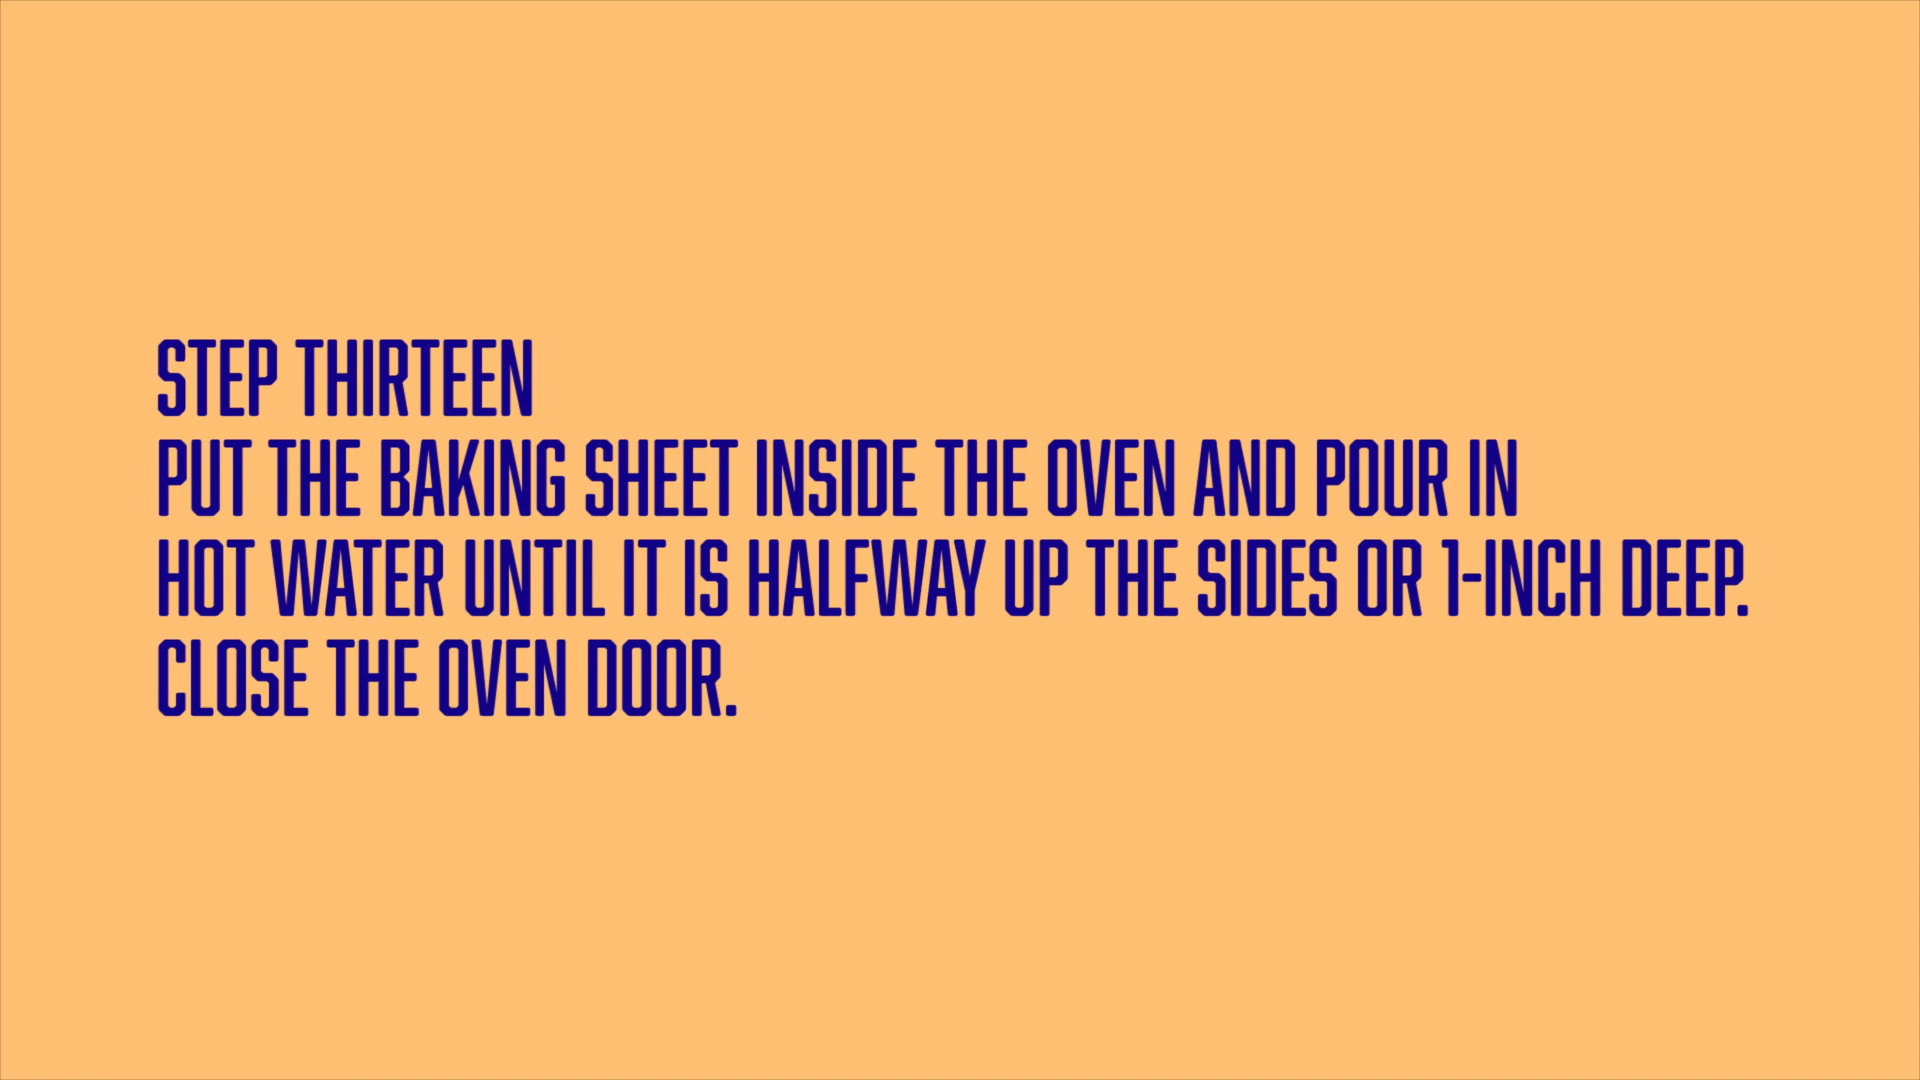 STEP THIRTEEN
PUT THE BAKING SHEET INSIDE THE OVEN AND POUR IN
HOT WATER UNTIL IT IS HALFWAY UP THE SIDES OR 1-INCH DEEP.
CLOSE THE OVEN DOOR.